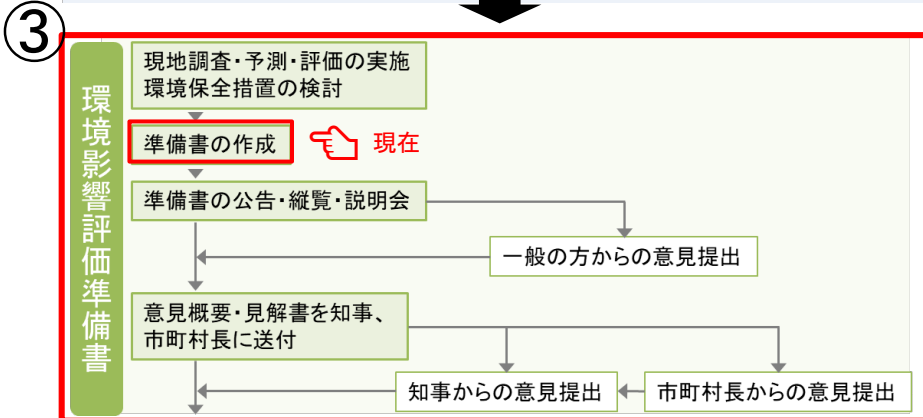 ③
環境影響評価準備書
現地調査・予測・評価の実施
環境保全措置の検討
準備書の作成
現在
準備書の公告・縦覧・説明会
一般の方からの意見提出
意見概要・見解書を知事、
市町村長に送付
知事からの意見提出
市町村長からの意見提出